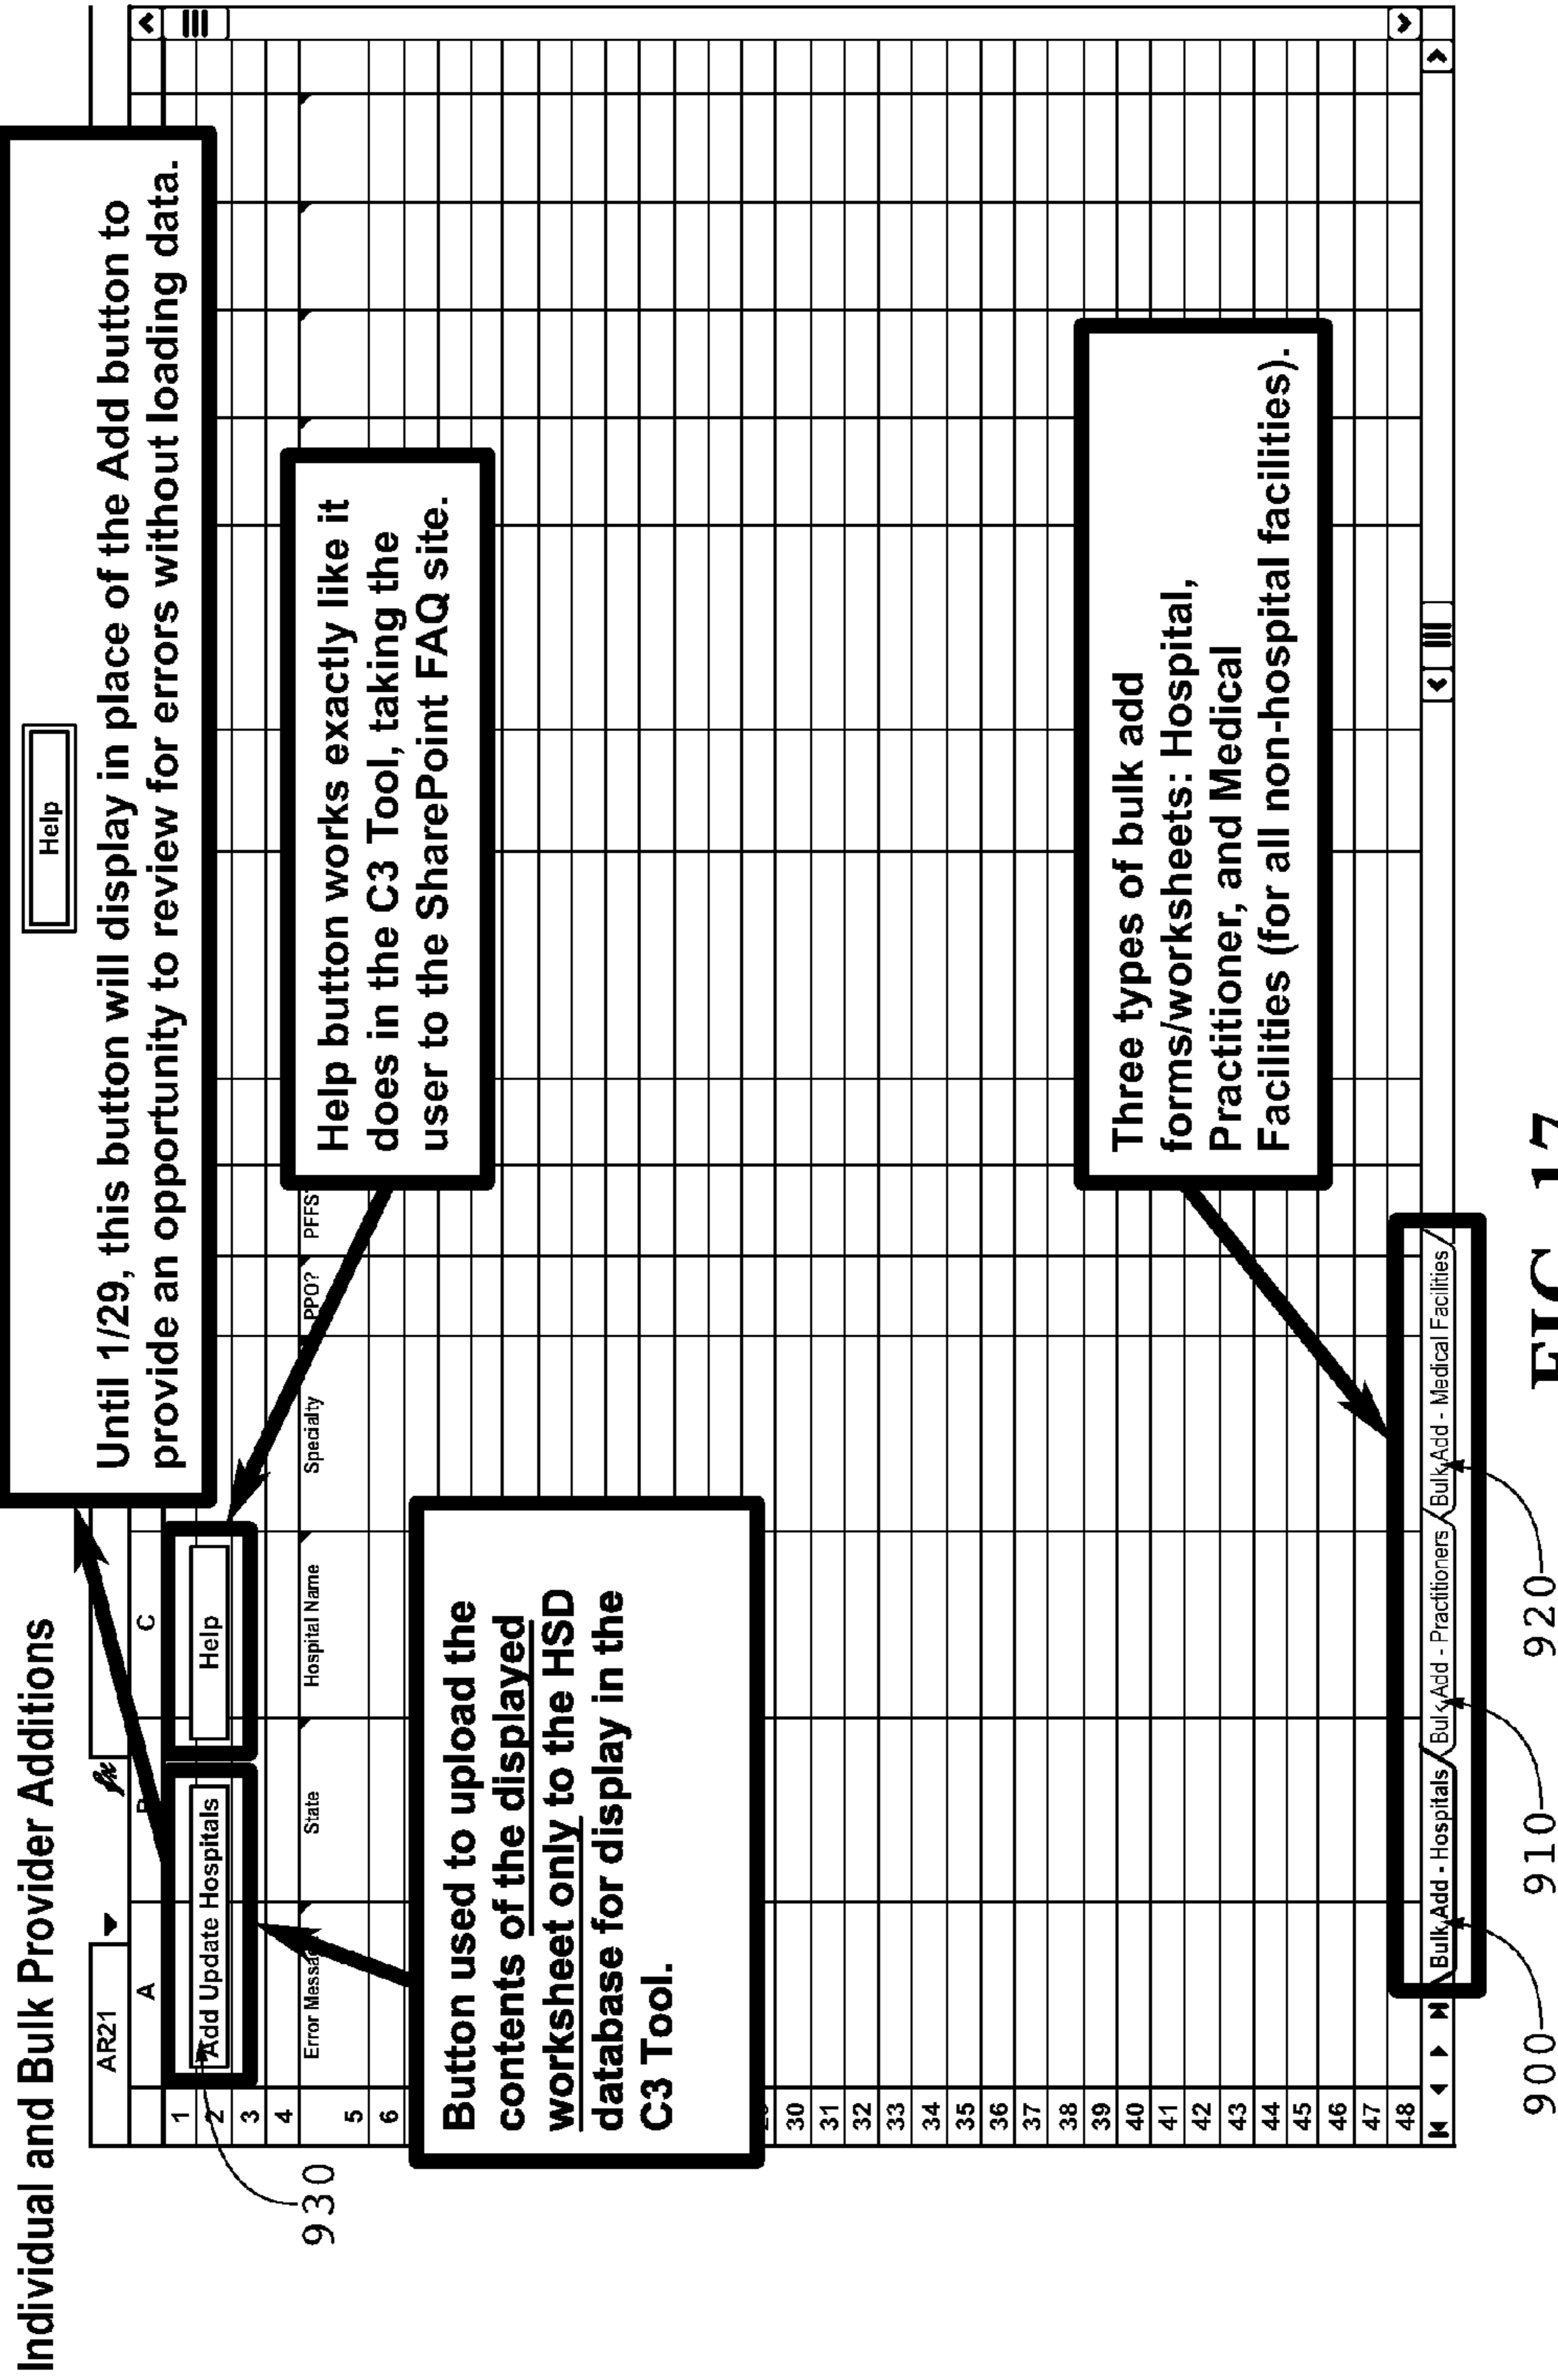 Individual and Bulk Provider Additions
Help
Until 1/29, this button will display in place of the Add button to
provide an opportunity to review for errors without loading data.
AR21
fx
A
B
C
1
2
3
4
5
6
Add Update Hospitals
Help
930
Error Messa
State
Hospital Name
Specialty
PPO?
PFFS
Help button works exactly like it
does in the C3 Tool, taking the
user to the SharePoint FAQ site.
Button used to upload the
contents of the displayed
worksheet only to the HSD
database for display in the
C3 Tool.
Three types of bulk add
forms/worksheets: Hospital,
Practitioner, and Medical
Facilities (for all non-hospital facilities).
30
31
32
33
34
35
36
37
38
39
40
41
42
43
44
45
46
47
48
Bulk Add - Hospitals
Bulk Add - Practitioners
Bulk Add - Medical Facilities
900
910
920
FIG. 17